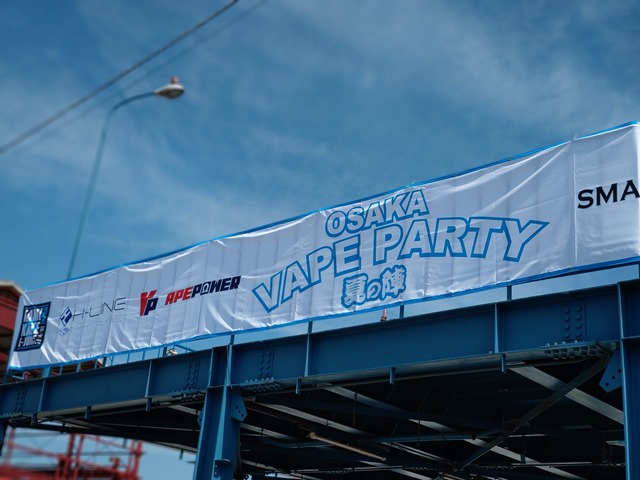 H-LINE
VP APEPOWER
OSAKA
VAPE PARTY
夏の陣
SMA